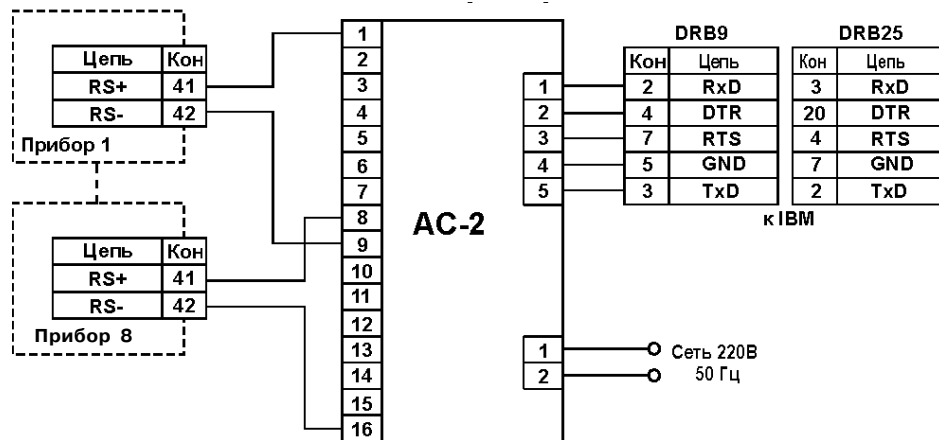 DRB9 DRB25
Кон Цепь Кон Цепь
2 RxD 3 RxD
4 DTR 20 DTR
7 RTS 4 RTS
5 GND 7 GND
3 TxD 2 TxD
к IBM
Цепь Кон
RS+ 41
RS- 42
Прибор 1
Цепь Кон
RS+ 41
RS- 42
Прибор 8
1
2
3
4
5
6
7
8
9
10
11
12
13
14
15
16
АС-2
1
2
3
4
5
1
2
Сеть 220В
50 Гц